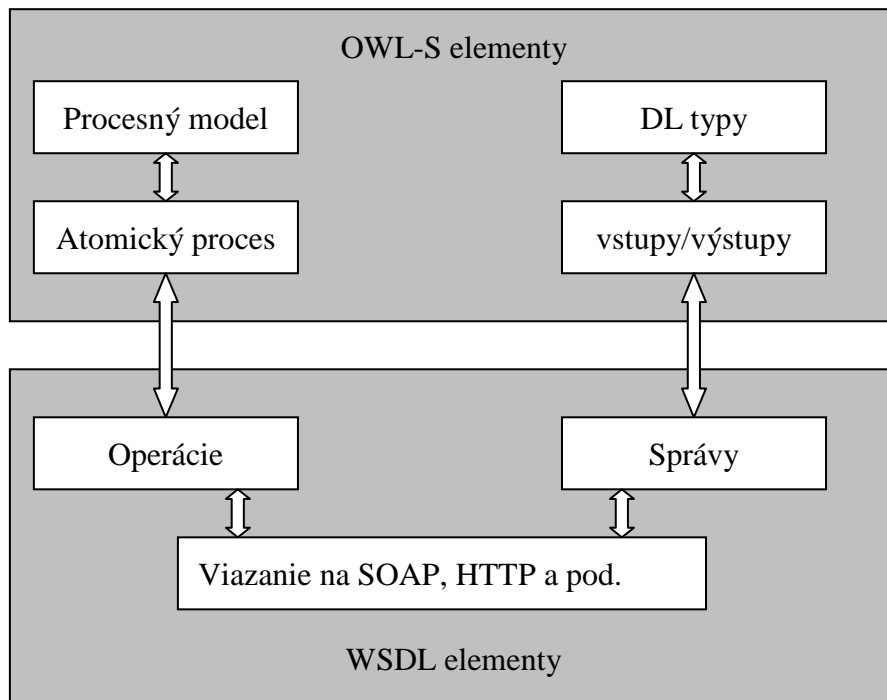 OWL-S elementy
Procesný model
DL typy
Atomický proces
vstupy/výstupy
Operácie
Správy
Viazanie na SOAP, HTTP a pod.
WSDL elementy